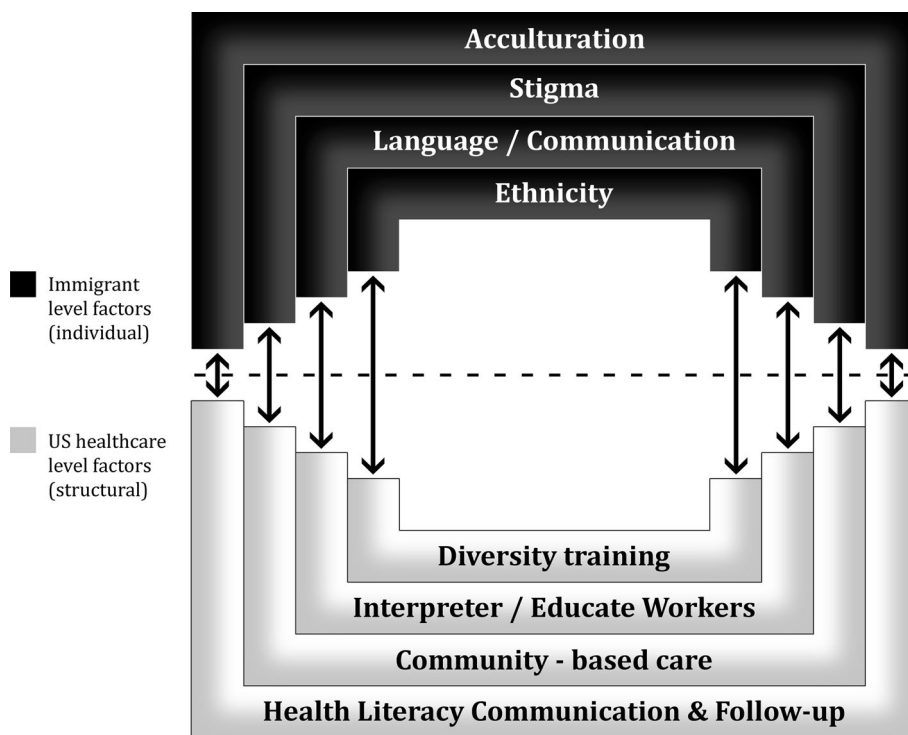 Acculturation
Stigma
Language / Communication
Ethnicity
Immigrant
level factors
(individual)
US healthcare
level factors
(structural)
Diversity training
Interpreter / Educate Workers
Community - based care
Health Literacy Communication & Follow-up